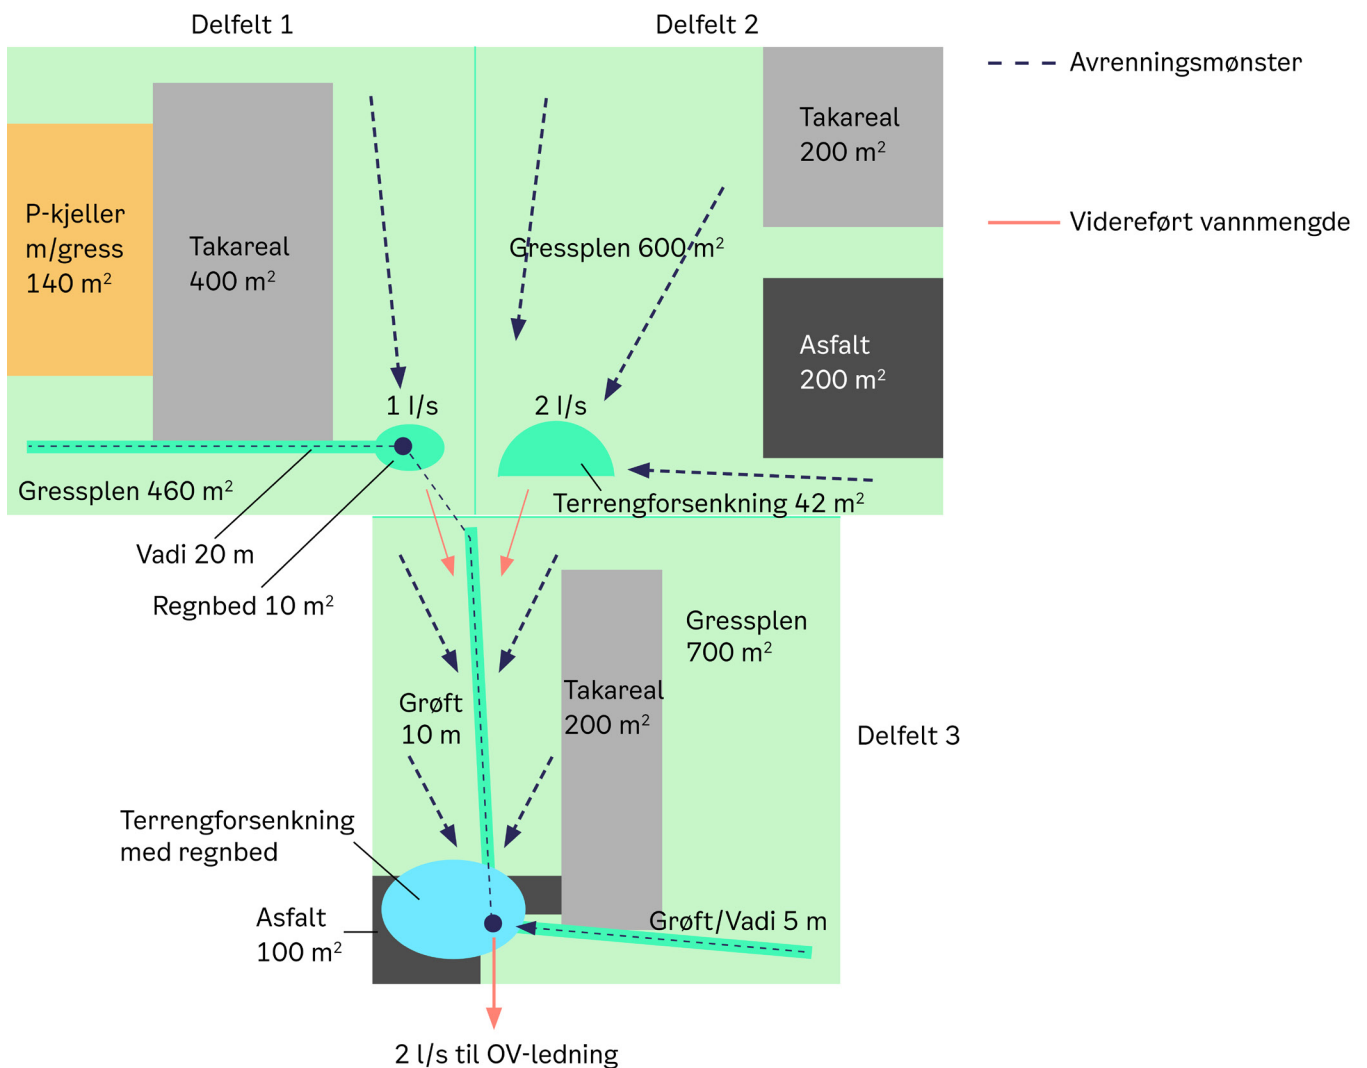 Delfelt 1
Delfelt 2
Avrenningsmønster
Videreført vannmengde
P-kjeller
m/gress
140 m²
Takareal
400 m²
Gressplen 600 m²
Takareal
200 m²
Asfalt
200 m²
1 l/s
2 l/s
Gressplen 460 m²
Terrengforsenkning 42 m²
Vadi 20 m
Regnbed 10 m²
Gressplen
700 m²
Takareal
200 m²
Grøft
10 m
Delfelt 3
Terrengforsenkning
med regnbed
Asfalt
100 m²
Grøft/Vadi 5 m
2 l/s til OV-ledning